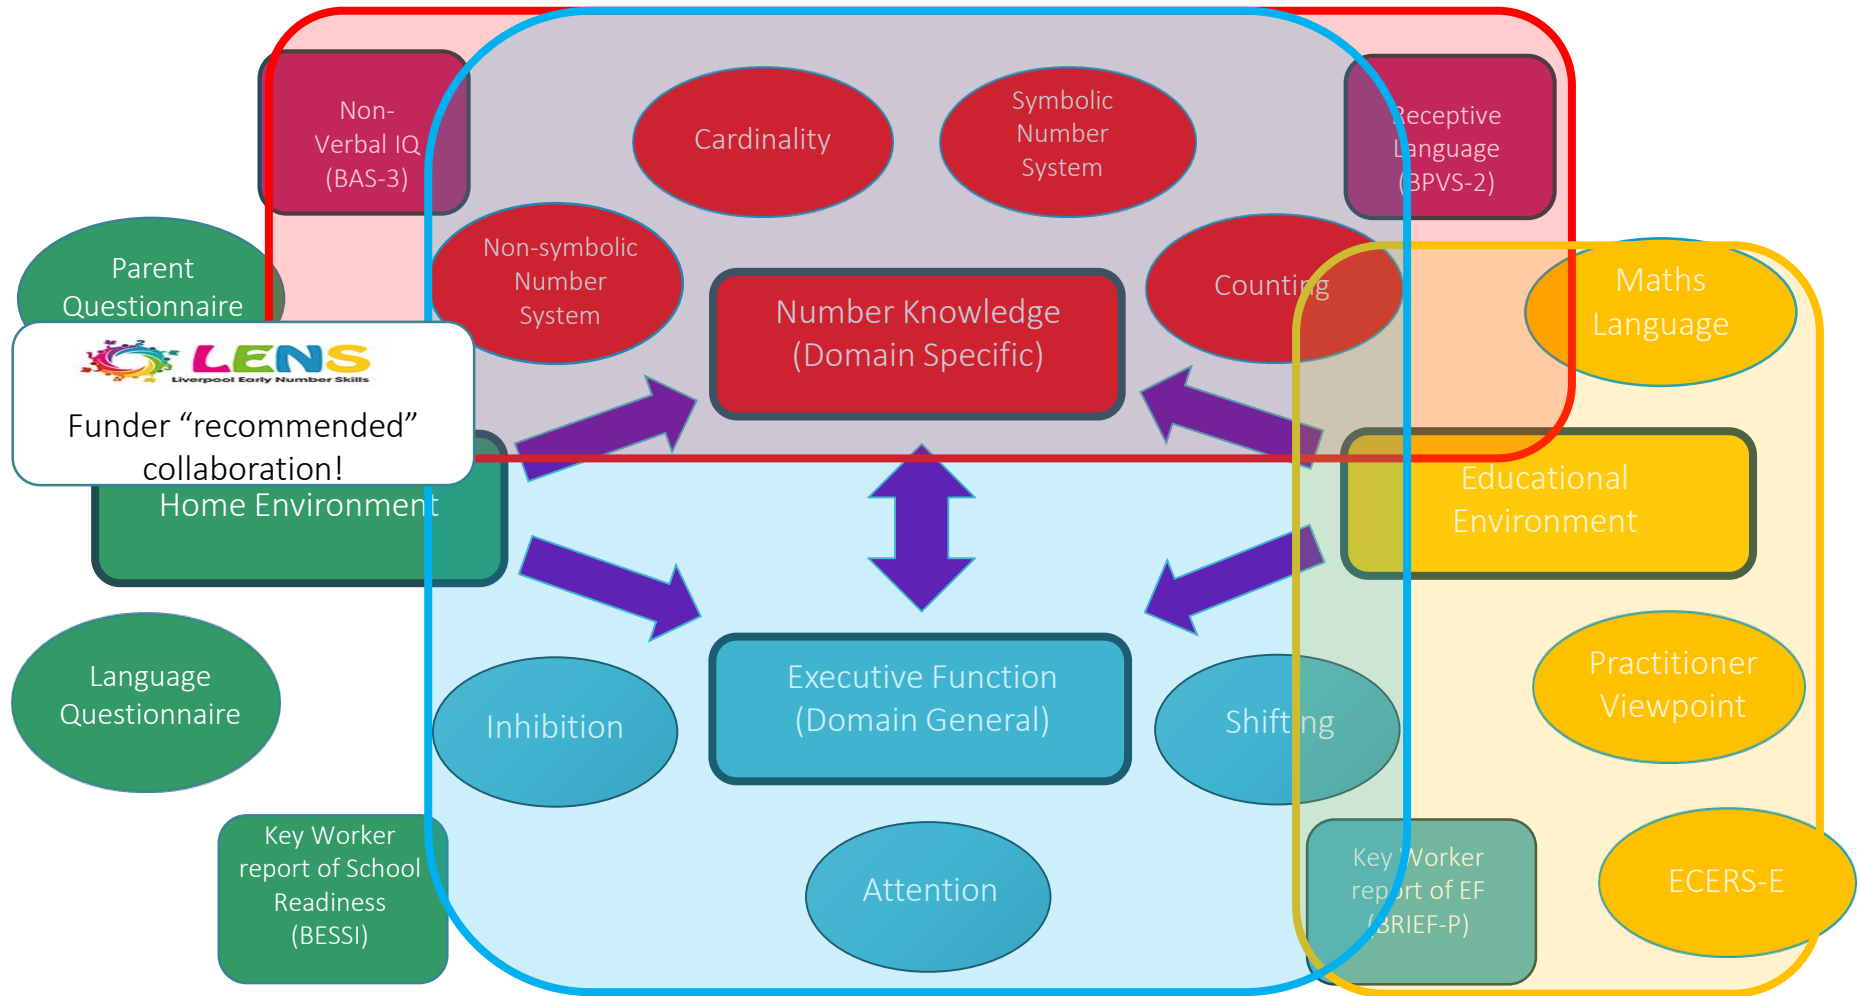 Non-
Verbal IQ
(BAS-3)
Cardinality
Symbolic
Number
System
Receptive
Language
(BPVS-2)
Parent
Questionnaire
Non-symbolic
Number
System
Number Knowledge
(Domain Specific)
Counting
Maths
Language
LENS
Liverpool Early Number Skills
Funder “recommended”
collaboration!
Home Environment
Educational
Environment
Language
Questionnaire
Inhibition
Executive Function
(Domain General)
Shifting
Practitioner
Viewpoint
Key Worker
report of School
Readiness
(BESSI)
Attention
Key Worker
report of EF
(BRIEF-P)
ECERS-E